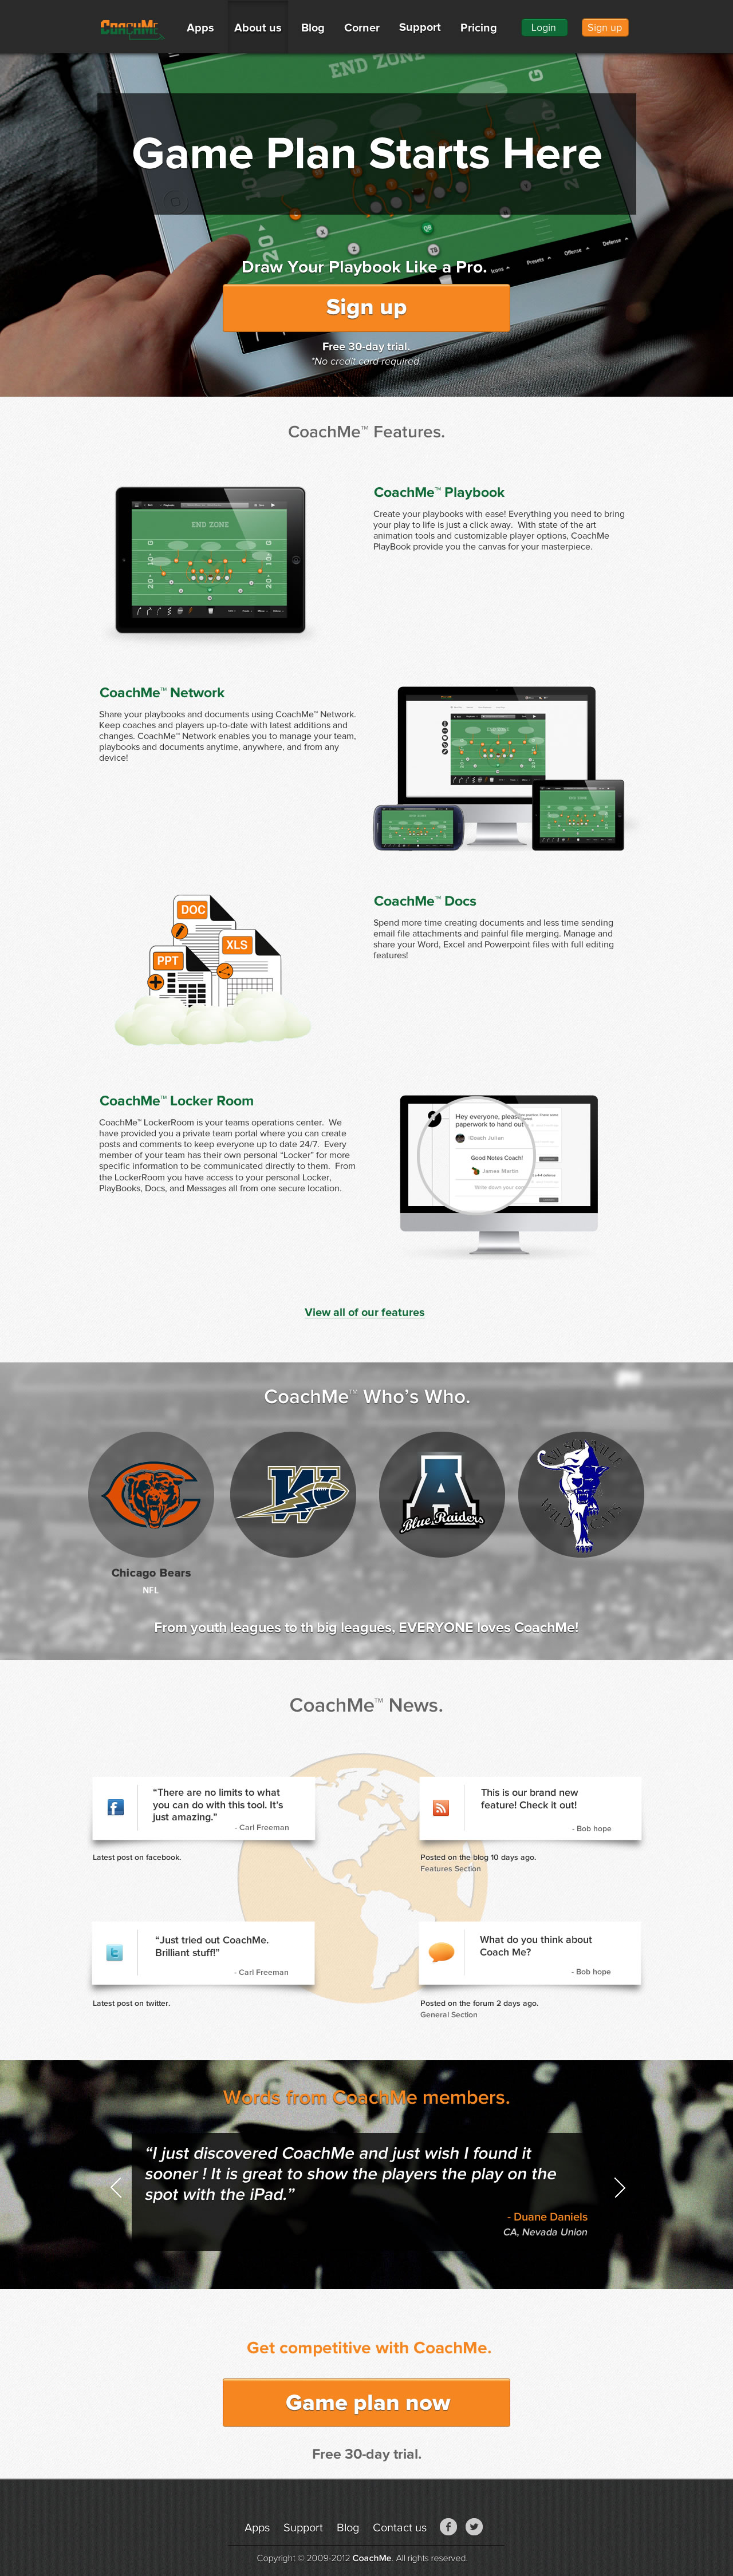 CoachMe
Apps About us Blog Corner Support Pricing Login Sign up
END ZONE
Game Plan Starts Here
Draw Your Playbook Like a Pro.
Icons Presets Offense Defense
Sign up
Free 30-day trial.
*No credit card required.
CoachMe™ Features.
CoachMe™ Playbook
Create your playbooks with ease! Everything you need to bring
your play to life is just a click away. With state of the art
animation tools and customizable player options, CoachMe
PlayBook provide you the canvas for your masterpiece.
END ZONE
CoachMe™ Network
Share your playbooks and documents using CoachMe™ Network.
Keep coaches and players up-to-date with latest additions and
changes. CoachMe™ Network enables you to manage your team,
playbooks and documents anytime, anywhere, and from any
device!
DOC
XLS
PPT
CoachMe™ Docs
Spend more time creating documents and less time sending
email file attachments and painful file merging. Manage and
share your Word, Excel and Powerpoint files with full editing
features!
CoachMe™ Locker Room
CoachMe™ LockerRoom is your teams operations center. We
have provided you a private team portal where you can create
posts and comments to keep everyone up to date 24/7. Every
member of your team has their own personal “Locker” for more
specific information to be communicated directly to them. From
the LockerRoom you have access to your personal Locker,
PlayBooks, Docs, and Messages all from one secure location.
Hey everyone, please
paperwork to hand out
Coach Julian
Good Notes Coach!
James Martin
Write down your com
View all of our features
CoachMe™ Who’s Who.
C
W
A
Blue Raiders
WILD CATS
Chicago Bears
NFL
From youth leagues to th big leagues, EVERYONE loves CoachMe!
CoachMe™ News.
“There are no limits to what
you can do with this tool. It’s
just amazing.”
- Carl Freeman
Latest post on facebook.
This is our brand new
feature! Check it out!
- Bob hope
Posted on the blog 10 days ago.
Features Section
“Just tried out CoachMe.
Brilliant stuff!”
- Carl Freeman
Latest post on twitter.
What do you think about
Coach Me?
- Bob hope
Posted on the forum 2 days ago.
General Section
Words from CoachMe members.
“I just discovered CoachMe and just wish I found it
sooner ! It is great to show the players the play on the
spot with the iPad.”
- Duane Daniels
CA, Nevada Union
Get competitive with CoachMe.
Game plan now
Free 30-day trial.
Apps Support Blog Contact us
Copyright © 2009-2012 CoachMe. All rights reserved.